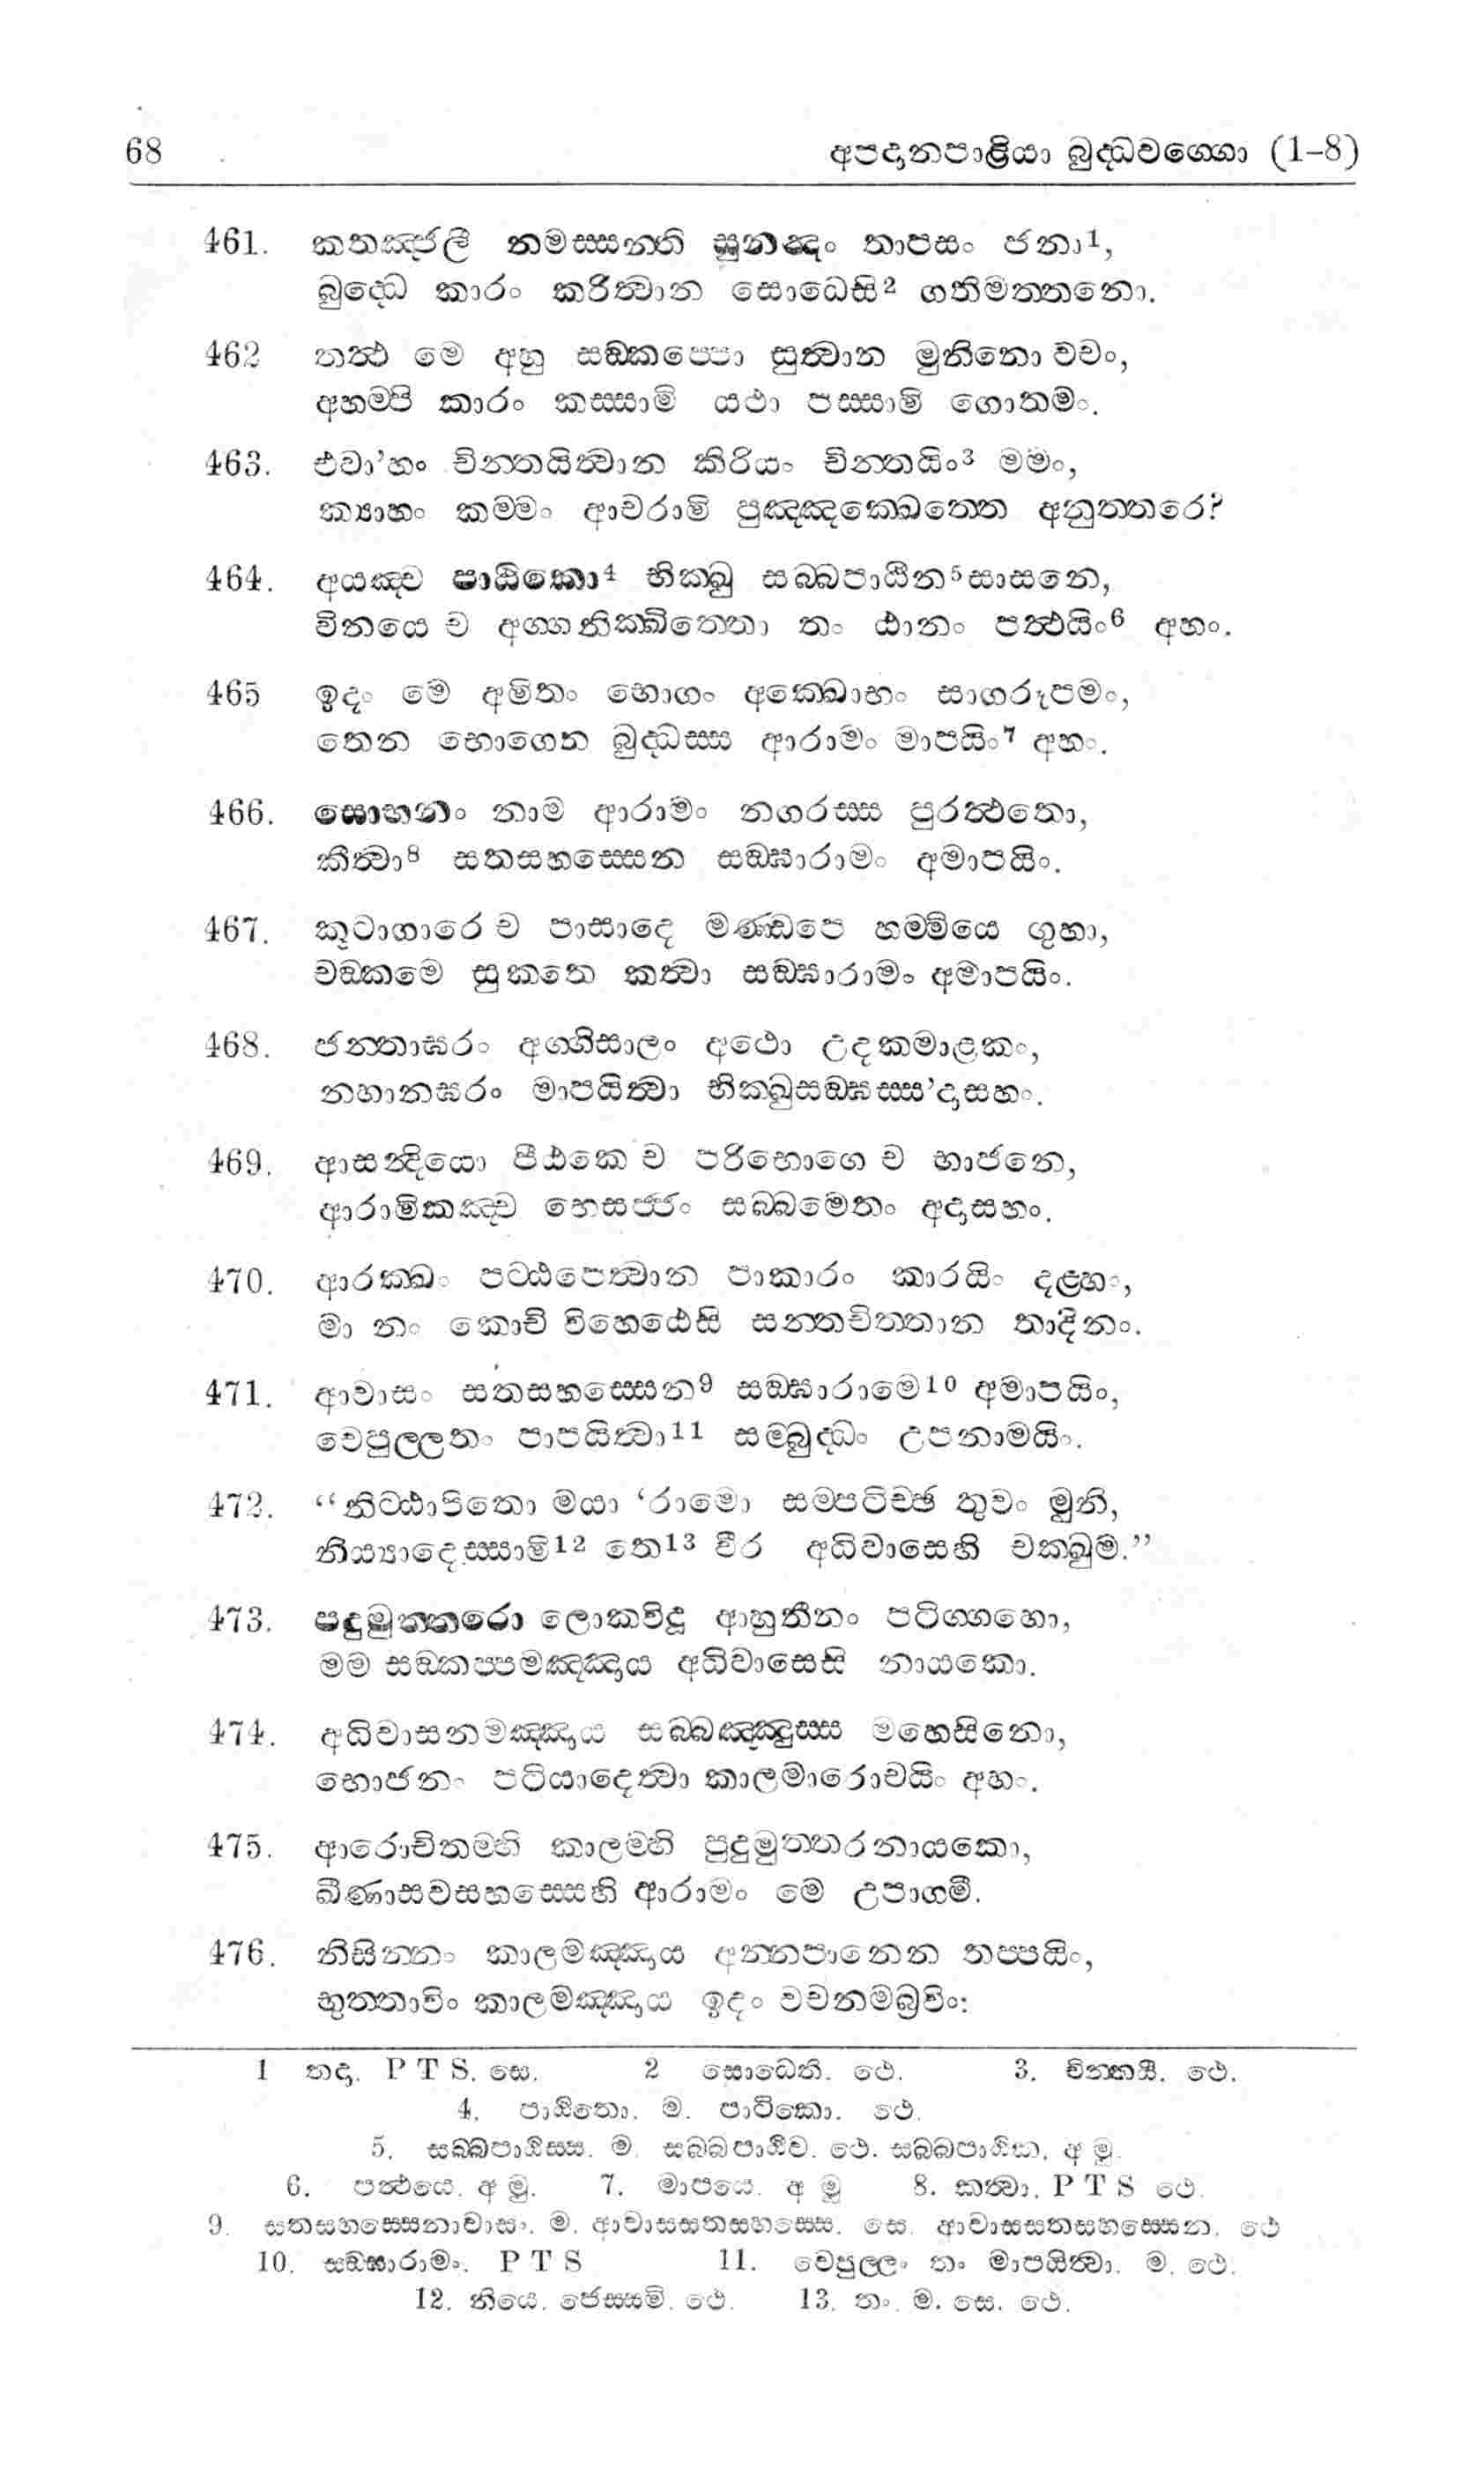 68 අපදානපාළියා බුද්ධවග්ගො (1-8)
461. කතඤ්ජලී නමස්සන්ති සුනන්දං තාපසං ජනා1,
බුද්ධෙ කාරං කරිත්වාන සොධෙසි2 ගතිමත්තනො.
462 තත්ථ මෙ අහු සඞ්කප්පො සුත්වාන මුනිනො වචං,
අහම්පි කාරං කස්සාමි යථා පස්සාමි ගොතමං.
463. එවා'හං චින්තයිත්වාන කිරියං චින්තයිං3 මමං,
ක්‍යාහං කම්මං ආචරාමි පුඤ්ඤක්ඛෙත්තෙ අනුත්තරෙ?
464. අයඤ්ච පාඨිකො4 භික්ඛු සබ්බපාඨීන5සාසනෙ,
විනයෙ ච අග්ගනික්ඛිත්තො තං ඨානං පත්ථයිං6 අහං.
465 ඉදං මෙ අමිතං භොගං අක්ඛොභං සාගරූපමං,
තෙන භොගෙන බුද්ධස්ස ආරාමං මාපයිං7 අහං.
466. සොභනං නාම ආරාමං නගරස්ස පුරත්ථතො,
කීත්වා8 සතසහස්සෙන සඞ්ඝාරාමං අමාපයිං.
467. කූටාගාරෙ ච පාසාදෙ මණ්ඩපෙ හම්මියෙ ගුහා,
චඞ්කමෙ සුකතෙ කත්වා සඞ්ඝාරාමං අමාපයිං.
468. ජන්තාඝරං අග්ගිසාලං අථො උදකමාළකං,
නහානඝරං මාපයිත්වා භික්ඛුසඞ්ඝස්ස'දාසහං.
469. ආසන්දියො පීඨකෙ ච පරිභොගෙ ච භාජනෙ,
ආරාමිකඤ්ච භෙසජ්ජං සබ්බමෙතං අදාසහං.
470. ආරක්ඛං පට්ඨපෙත්වාන පාකාරං කාරයිං දළ්හං,
මා නං කොචි විහෙඨෙසි සන්තචිත්තාන තාදිනං.
471. ආවාසං සතසහස්සෙන9 සඞ්ඝාරාමෙ10 අමාපයිං,
වෙපුල්ලතං පාපයිත්වා11 සම්බුද්ධං උපනාමයිං.
472. “නිට්ඨාපිතො මයා ‘රාමො සම්පටිච්ඡ තුවං මුනි,
නිය්‍යාදෙස්සාමි12 තෙ13 වීර අධිවාසෙහි චක්ඛුම.”
473. පදුමුත්තරො ලොකවිදූ ආහුතීනං පටිග්ගහො,
මම සඞ්කප්පමඤ්ඤාය අධිවාසෙසි නායකො.
474. අධිවාසනමඤ්ඤාය සබ්බඤ්ඤුස්ස මහෙසිනො,
භොජනං පටියාදෙත්වා කාලමාරොචයිං අහං.
475. ආරොචිතම්හි කාලම්හි පුදුමුත්තරනායකො,
ඛීණාසවසහස්සෙහි ආරාමං මෙ උපාගමී.
476. නිසින්නං කාලමඤ්ඤාය අන්නපානෙන තප්පයිං,
භුත්තාවිං කාලමඤ්ඤාය ඉදං වචනමබ්‍රවිං:
1 තදා. P T S. සෙ. 2 සොධෙති. ථෙ. 3. චින්තයී. ථෙ.
4. පාඨිතො. ම. පාටිකො. ථෙ.
5. සබ්බපාඨිස්ස. ම. සබ්බපාඨීව. ථෙ. සබ්බපාඨික. අ මු.
6. පත්ථයෙ. අ මු. 7. මාපයෙ. අ මු 8. කත්වා. P T S ථෙ.
9. සතසහස්සෙනාවාසං. ම. ආවාසසතසහස්සෙ. සෙ. ආවාසසතසහස්සෙන. ථෙ
10. සඞ්ඝාරාමං. P T S 11. වෙපුල්ලං තං මාපයිත්වා. ම. ථෙ.
12. නියෙ. ජෙස්සමි. ථෙ. 13. තං. ම. සෙ. ථෙ.